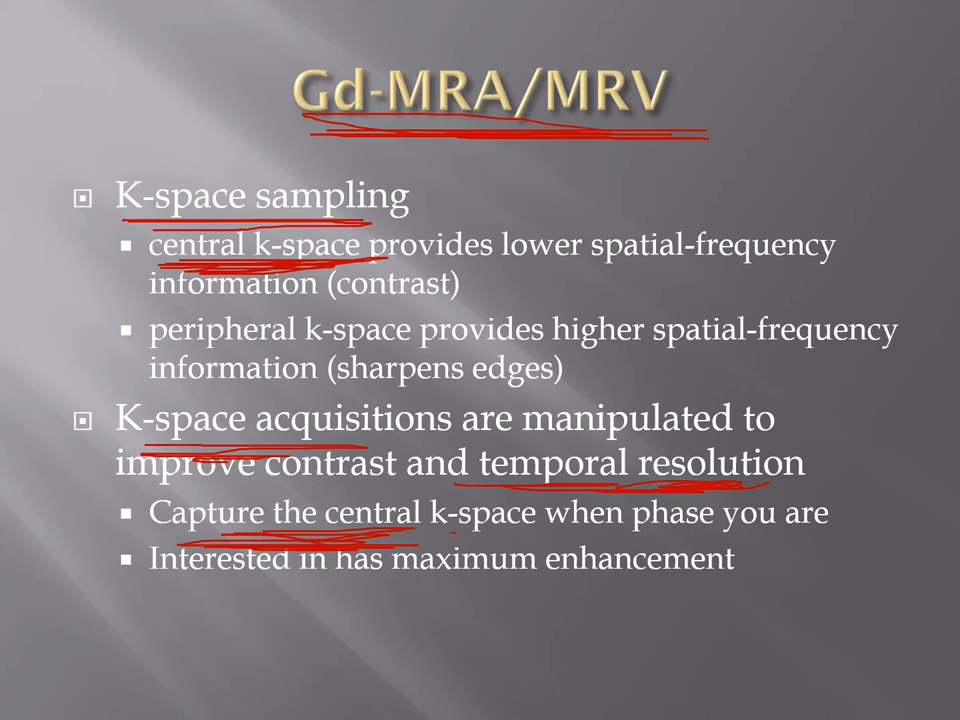 Gd-MRA/MRV
K-space sampling
central k-space provides lower spatial-frequency
information (contrast)
peripheral k-space provides higher spatial-frequency
information (sharpens edges)
K-space acquisitions are manipulated to
improve contrast and temporal resolution
Capture the central k-space when phase you are
Interested in has maximum enhancement